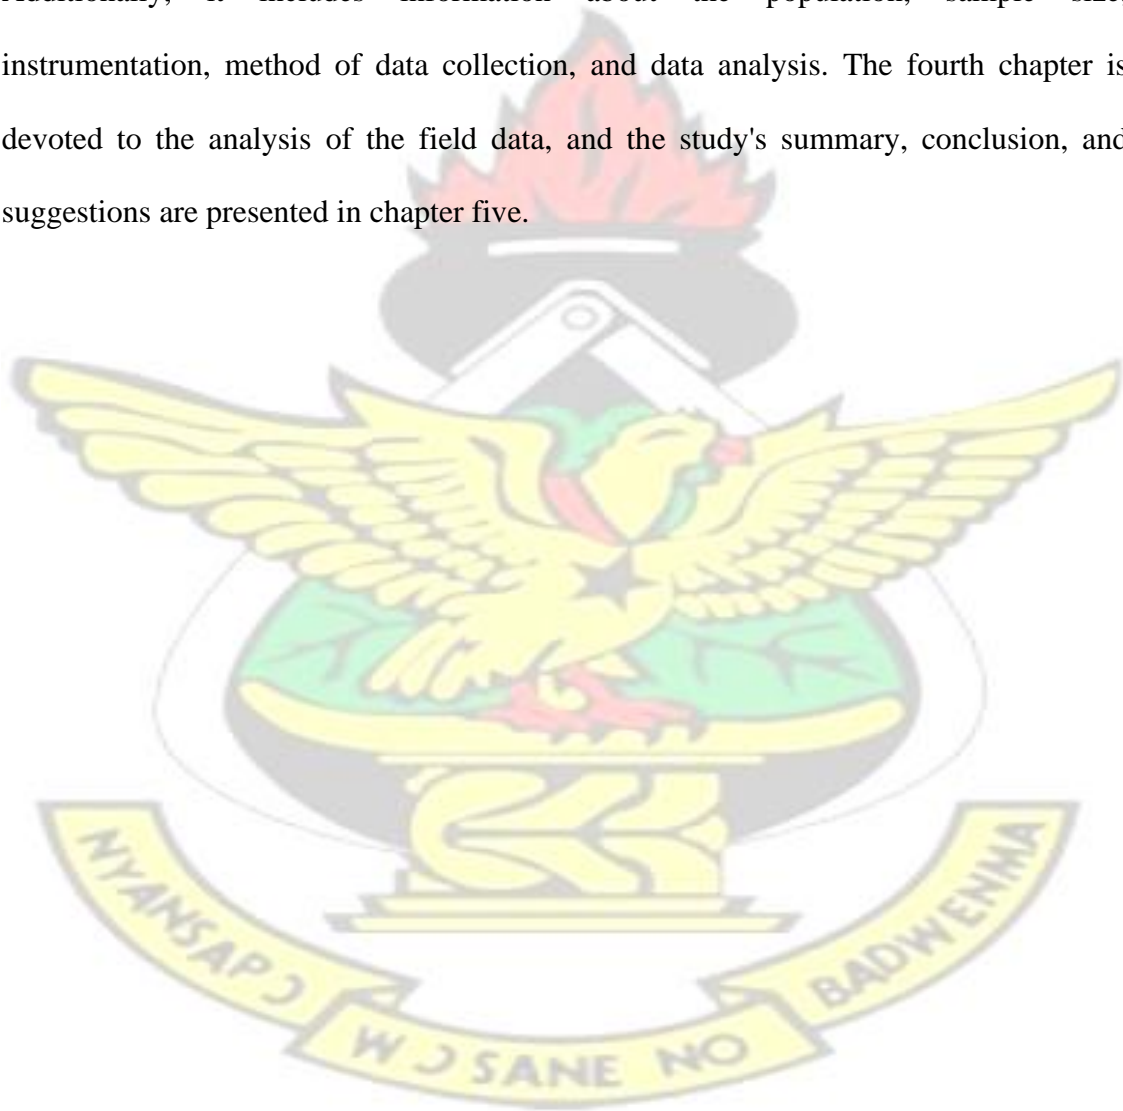 Additionally, it includes information about the population, sample size,
instrumentation, method of data collection, and data analysis. The fourth chapter is
devoted to the analysis of the field data, and the study's summary, conclusion, and
suggestions are presented in chapter five.
NYANSAPƆ
WƆSANE NO
BADWENMA